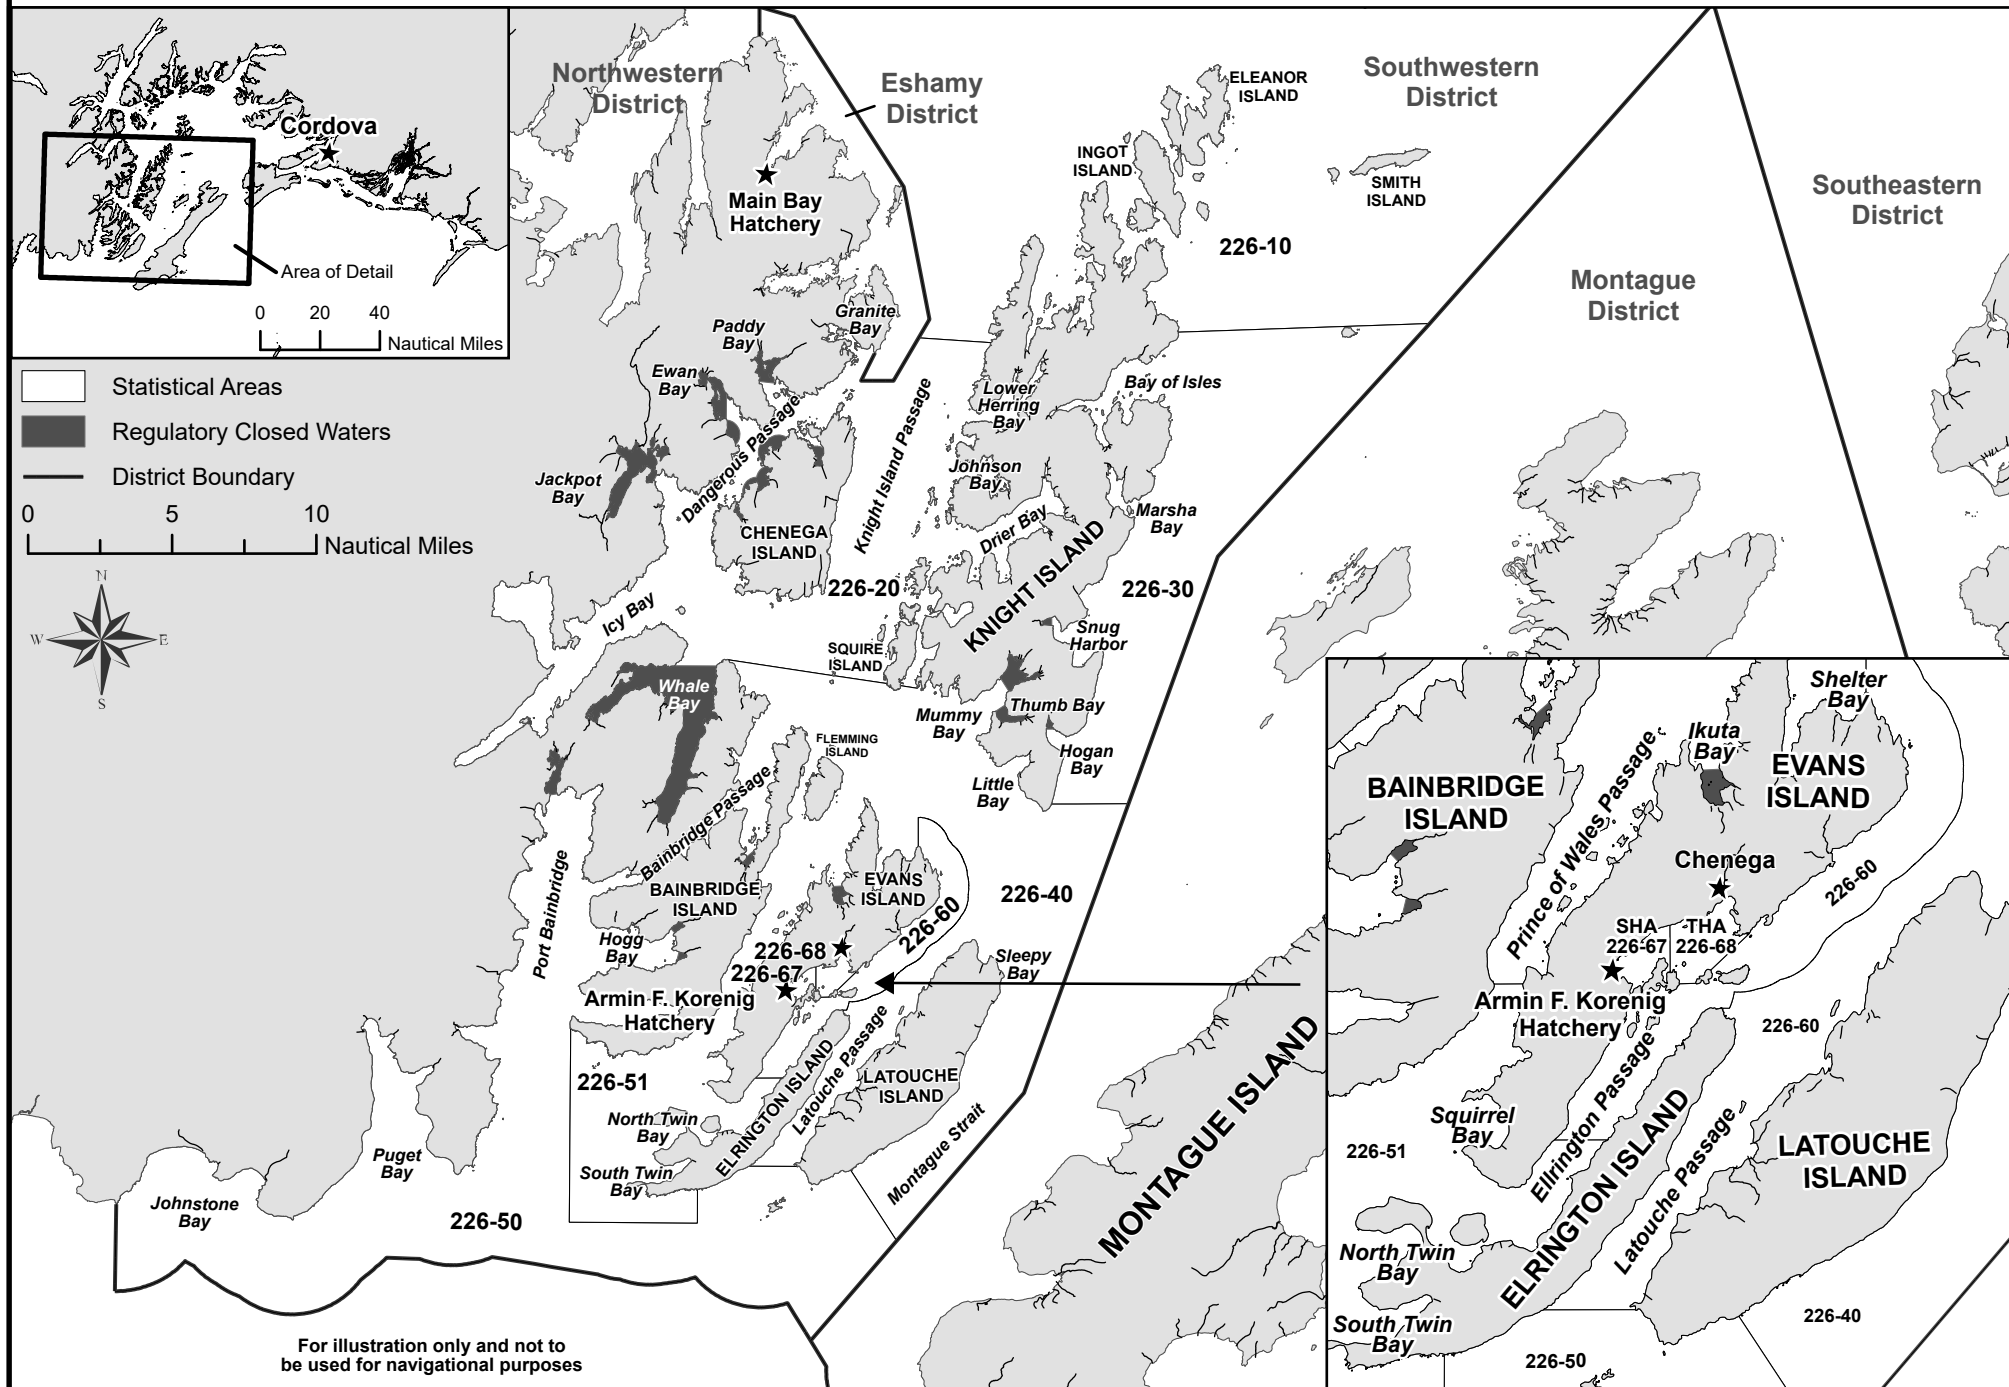 Cordova
Area of Detail
0 20 40
Nautical Miles
Statistical Areas
Regulatory Closed Waters
District Boundary
0 5 10
Nautical Miles
N
W E
S
Northwestern
District
Eshamy
District
Southwestern
District
Southeastern
District
Montague
District
ELEANOR
ISLAND
INGOT
ISLAND
SMITH
ISLAND
226-10
Main Bay
Hatchery
Granite
Bay
Paddy
Bay
Ewan
Bay
Jackpot
Bay
Dangerous Passage
CHENEGA
ISLAND
Knight Island Passage
Lower
Herring
Bay
Bay of Isles
Johnson
Bay
Drier Bay
Marsha
Bay
KNIGHT ISLAND
226-20
226-30
Icy Bay
SQUIRE
ISLAND
Snug
Harbor
Whale
Bay
Mummy
Bay
Thumb Bay
Hogan
Bay
Little
Bay
FLEMMING
ISLAND
Bainbridge Passage
Port Bainbridge
BAINBRIDGE
ISLAND
EVANS
ISLAND
226-40
226-60
Hogg
Bay
226-68
226-67
Sleepy
Bay
Armin F. Korenig
Hatchery
226-51
ELRINGTON ISLAND
Latouche Passage
LATOUCHE
ISLAND
North Twin
Bay
South Twin
Bay
Montague Strait
Puget
Bay
Johnstone
Bay
226-50
MONTAGUE ISLAND
For illustration only and not to
be used for navigational purposes
Shelter
Bay
Ikuta
Bay
EVANS
ISLAND
BAINBRIDGE
ISLAND
Prince of Wales Passage
Chenega
226-60
SHA
226-67
THA
226-68
Armin F. Korenig
Hatchery
226-60
Squirrel
Bay
Ellrington Passage
226-51
ELRINGTON ISLAND
Latouche Passage
LATOUCHE
ISLAND
North Twin
Bay
South Twin
Bay
226-40
226-50